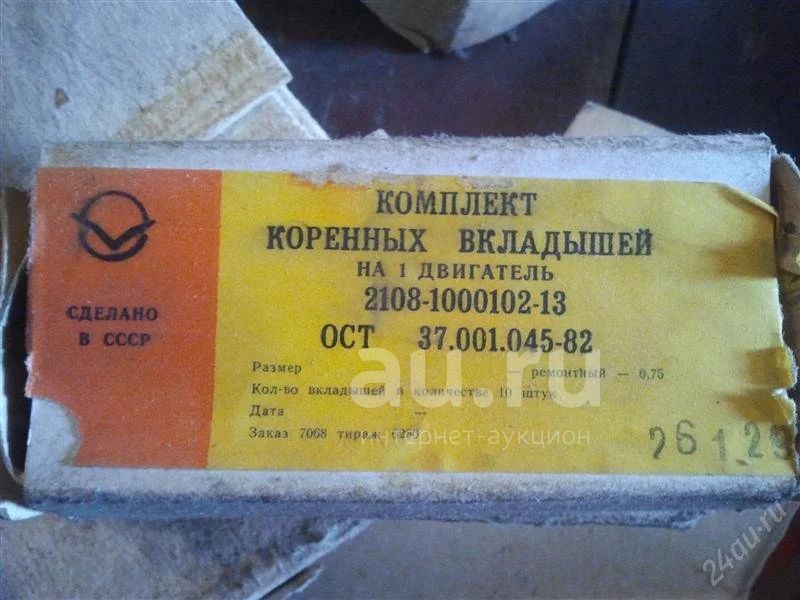 КОМПЛЕКТ
КОРЕННЫХ ВКЛАДЫШЕЙ
НА 1 ДВИГАТЕЛЬ
2108-1000102-13
ОСТ 37.001.045-82
СДЕЛАНО
В СССР
Размер ремонтный — 0,75
Кол-во вкладышей в количестве 10 штук
Дата —
Заказ 7068 тираж
au.ru
интернет-аукцион
24au.ru